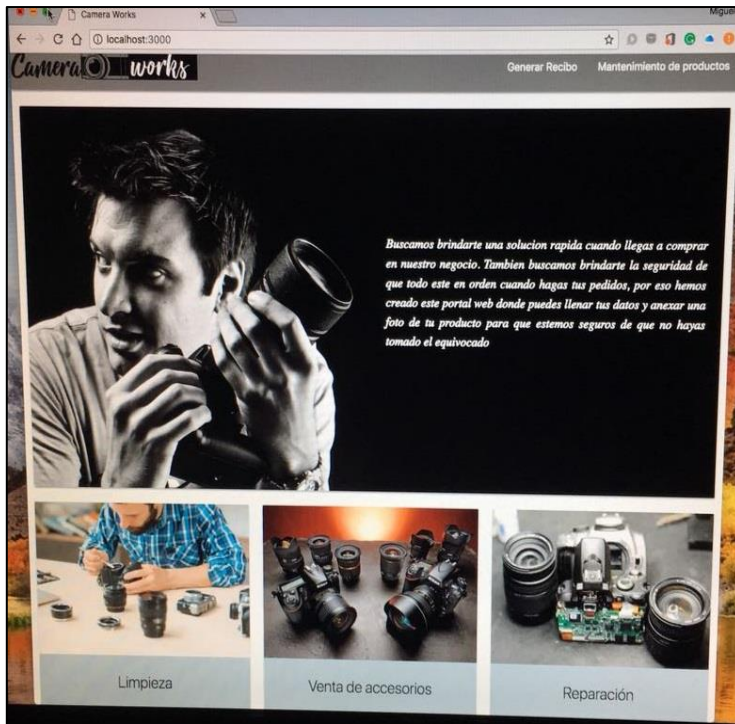 Camera Works
Miguel
localhost:3000
Camera works
Generar Recibo Mantenimiento de productos
Buscamos brindarte una solucion rapida cuando llegas a comprar
en nuestro negocio. Tambien buscamos brindarte la seguridad de
que todo este en orden cuando hagas tus pedidos, por eso hemos
creado este portal web donde puedes llenar tus datos y anexar una
foto de tu producto para que estemos seguros de que no hayas
tomado el equivocado
Limpieza
Venta de accesorios
Reparación